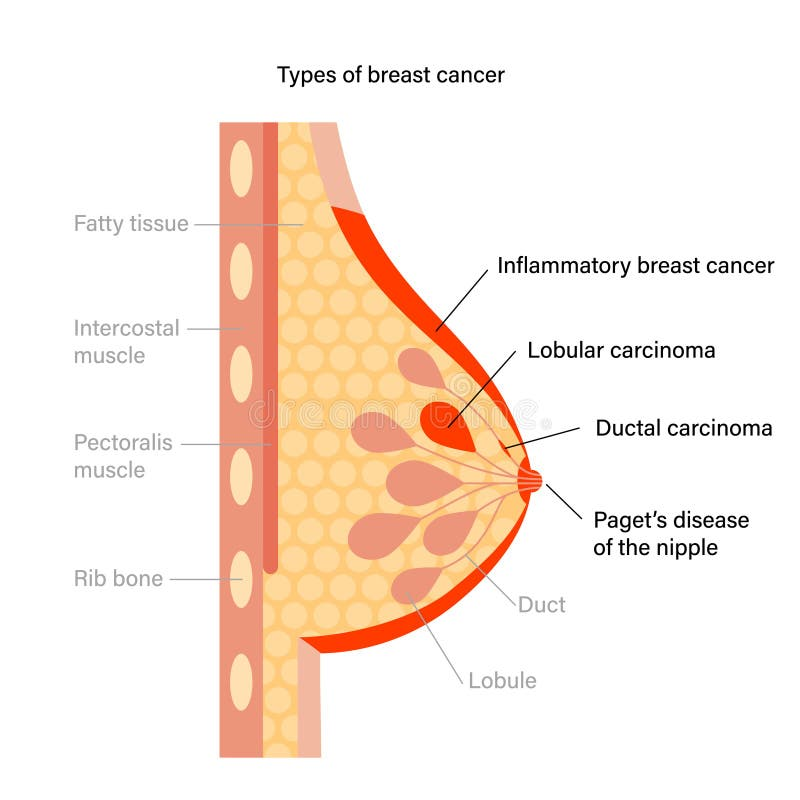 Types of breast cancer
Fatty tissue
Inflammatory breast cancer
Intercostal
muscle
Lobular carcinoma
Ductal carcinoma
Pectoralis
muscle
Paget’s disease
of the nipple
Rib bone
Duct
Lobule
dreamstime